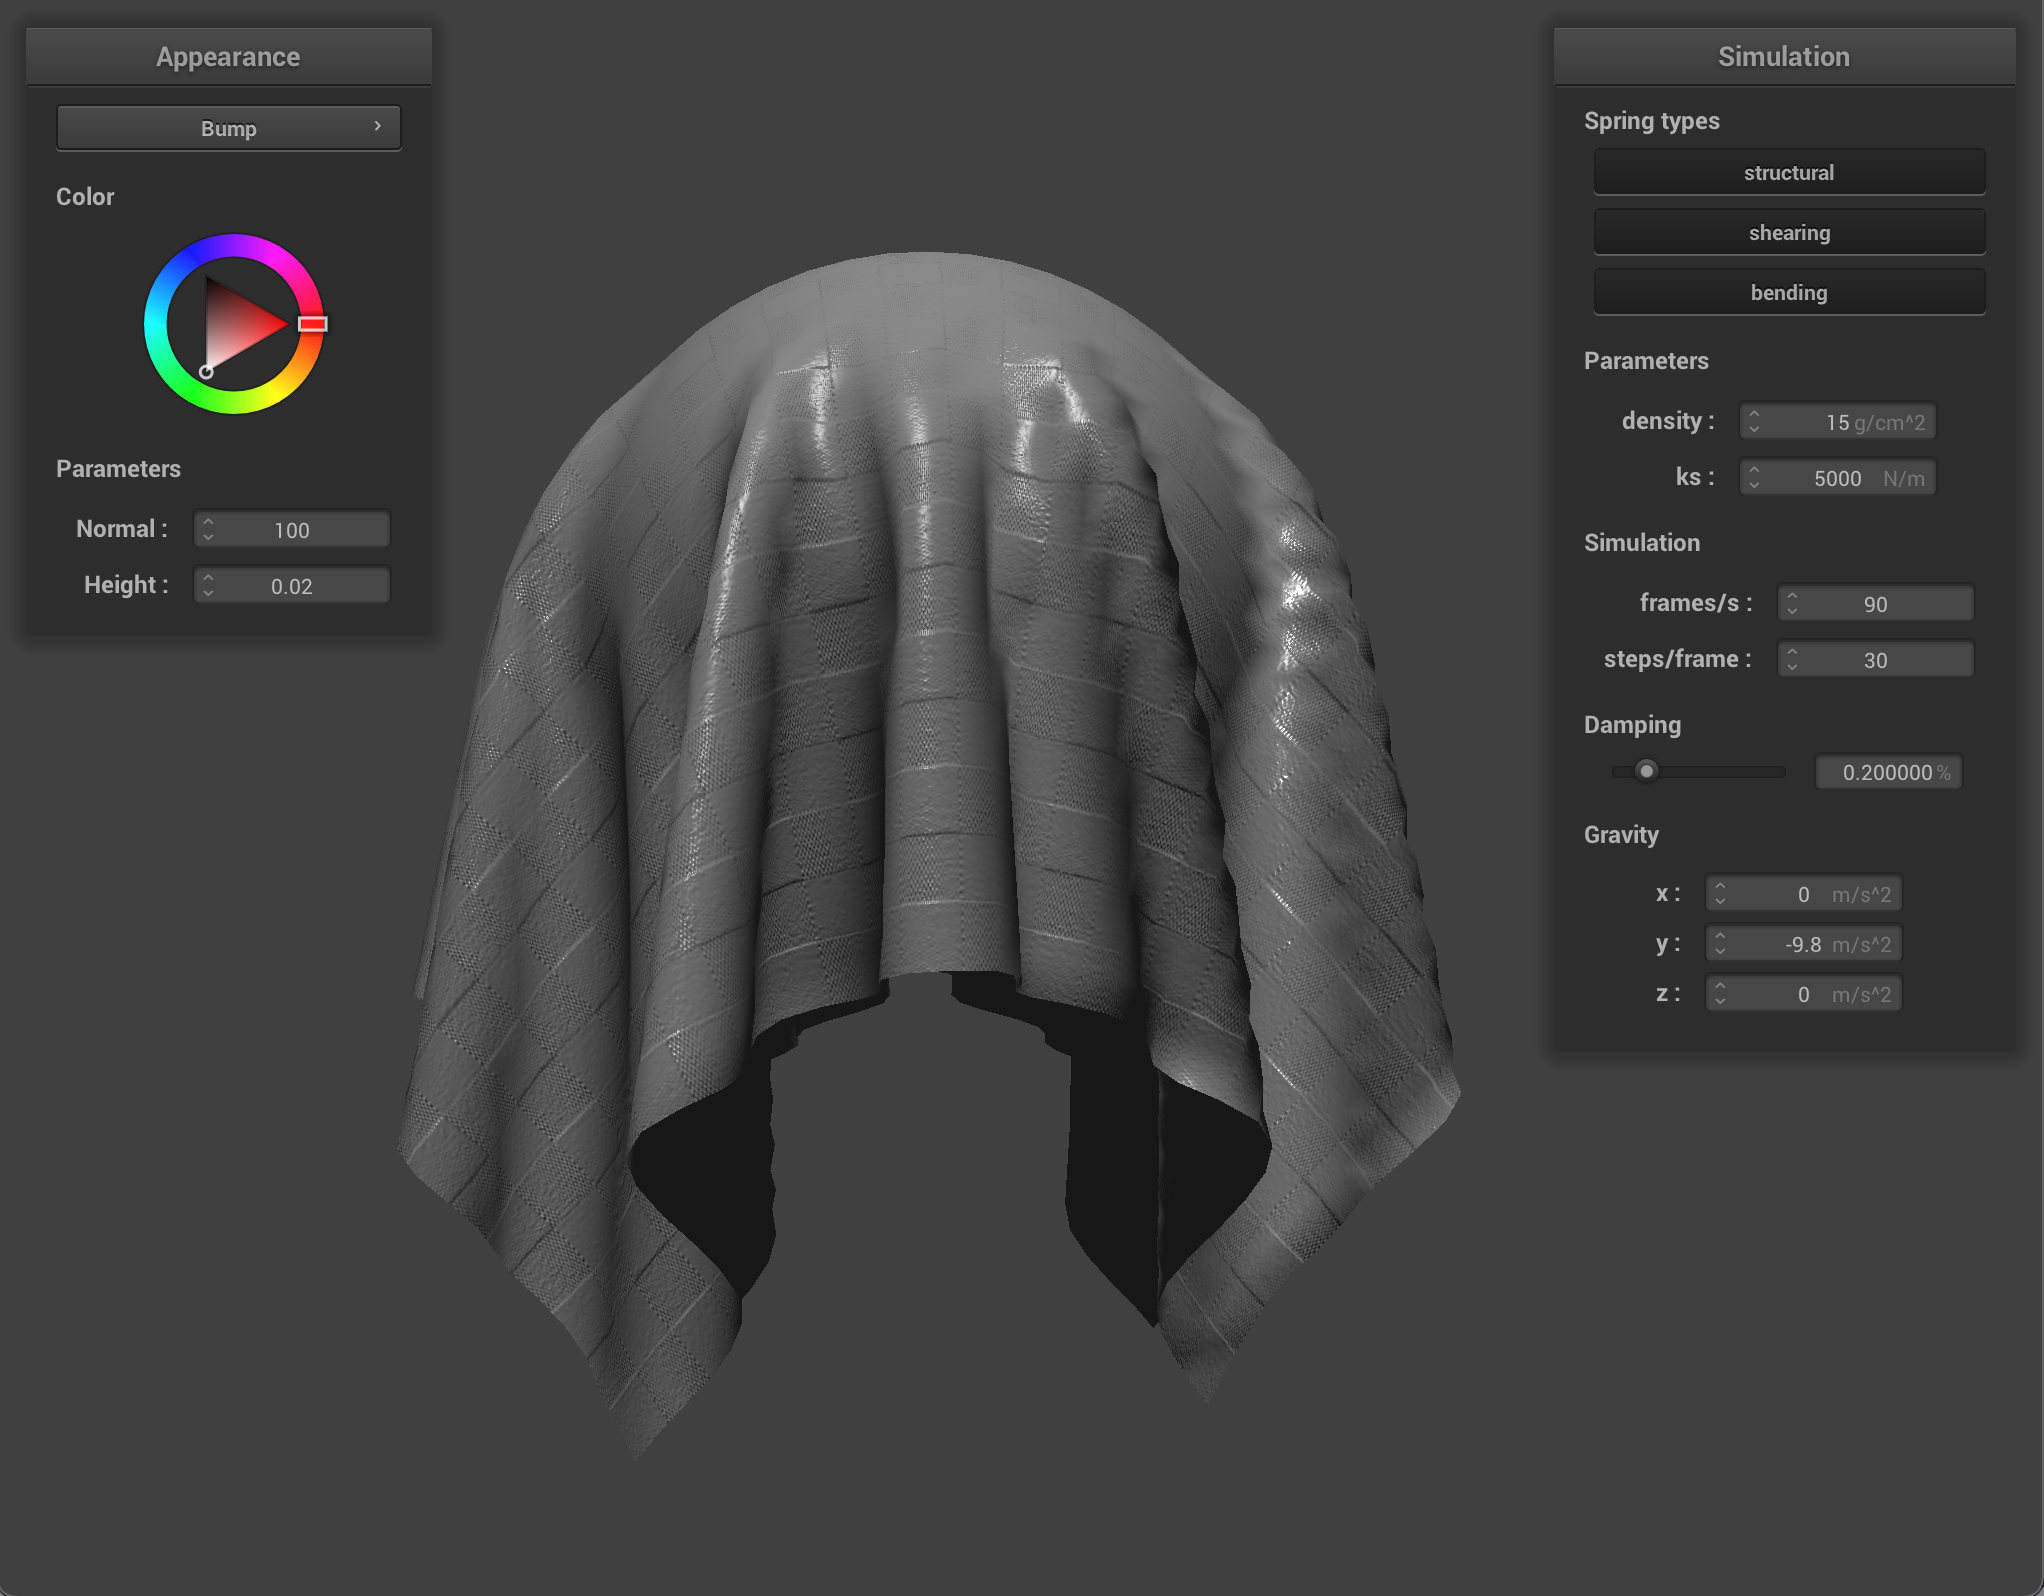 Appearance
Bump
Color
Parameters
Normal : 100
Height : 0.02
Simulation
Spring types
structural
shearing
bending
Parameters
density : 15 g/cm^2
ks : 5000 N/m
Simulation
frames/s : 90
steps/frame : 30
Damping
0.200000 %
Gravity
x : 0 m/s^2
y : -9.8 m/s^2
z : 0 m/s^2